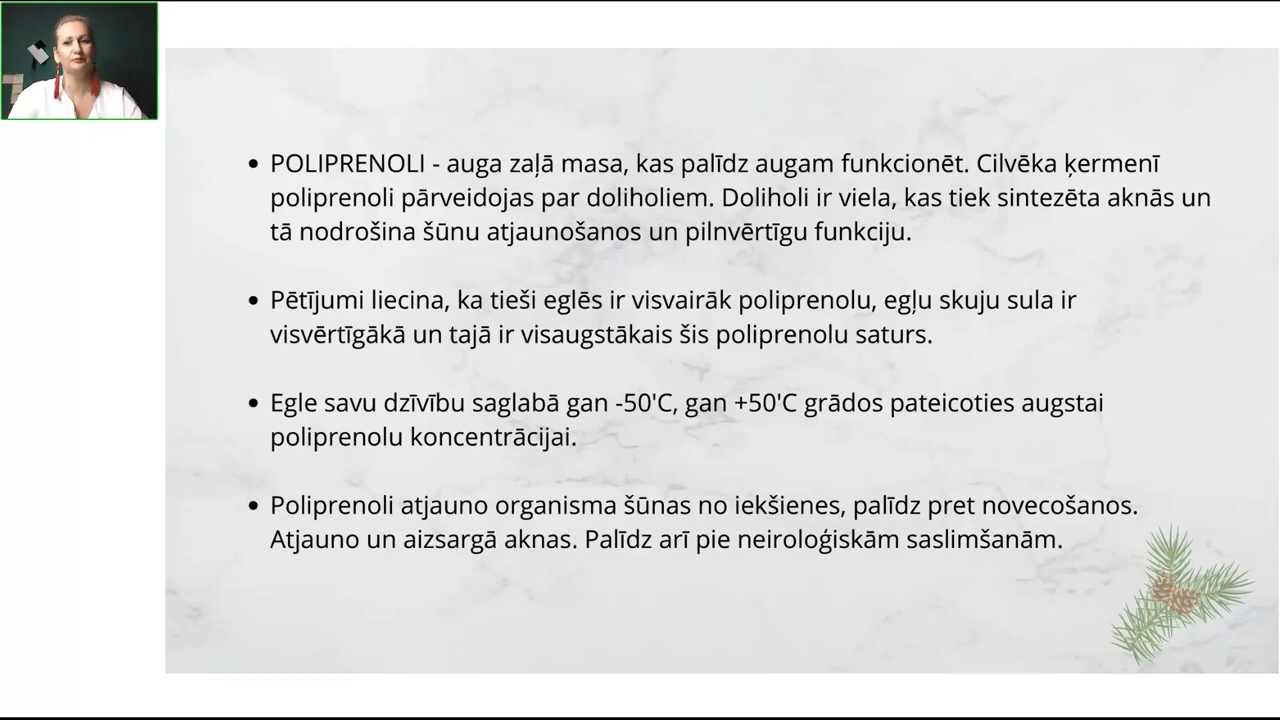 • POLIPRENOLI - auga zaļā masa, kas palīdz augam funkcionēt. Cilvēka ķermenī
poliprenoli pārveidojas par doliholiem. Doliholi ir viela, kas tiek sintezēta aknās un
tā nodrošina šūnu atjaunošanos un pilnvērtīgu funkciju.
• Pētījumi liecina, ka tieši eglēs ir visvairāk poliprenolu, egļu skuju sula ir
visvērtīgākā un tajā ir visaugstākais šis poliprenolu saturs.
• Egle savu dzīvību saglabā gan -50'C, gan +50'C grādos pateicoties augstai
poliprenolu koncentrācijai.
• Poliprenoli atjauno organisma šūnas no iekšienes, palīdz pret novecošanos.
Atjauno un aizsargā aknas. Palīdz arī pie neiroloģiskām saslimšanām.